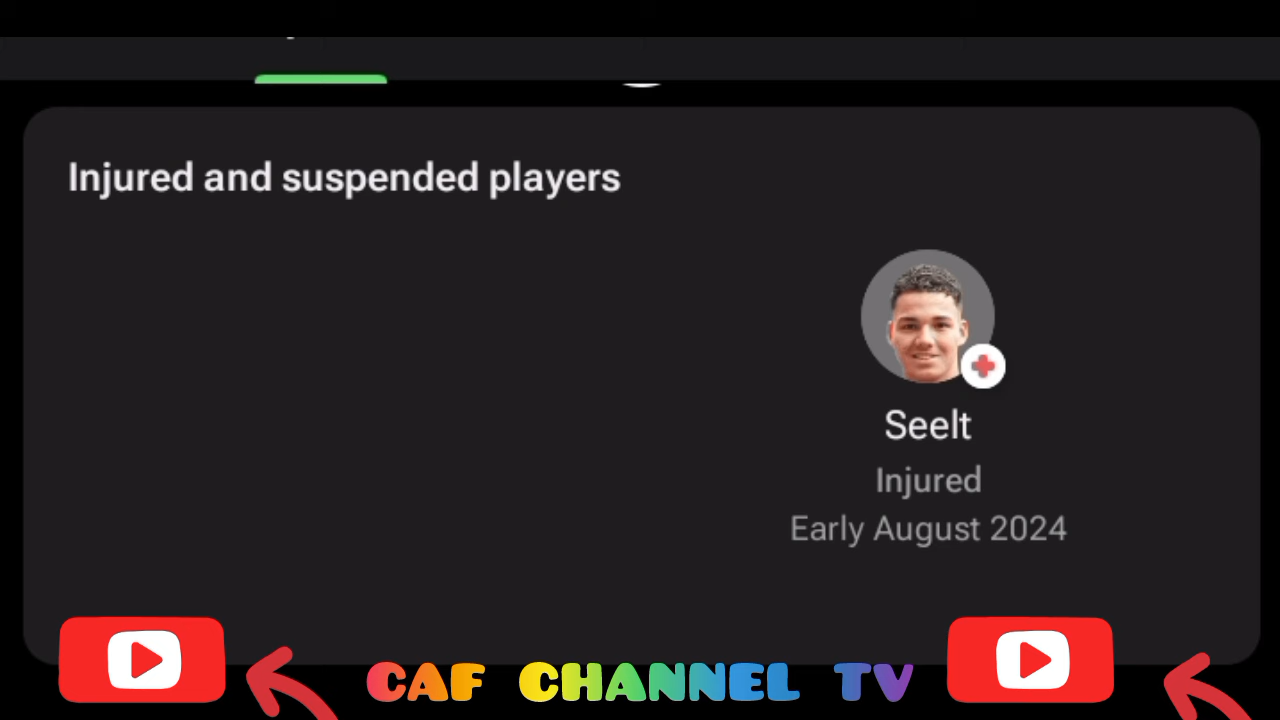 Injured and suspended players
Seelt
Injured
Early August 2024
CAF CHANNEL TV